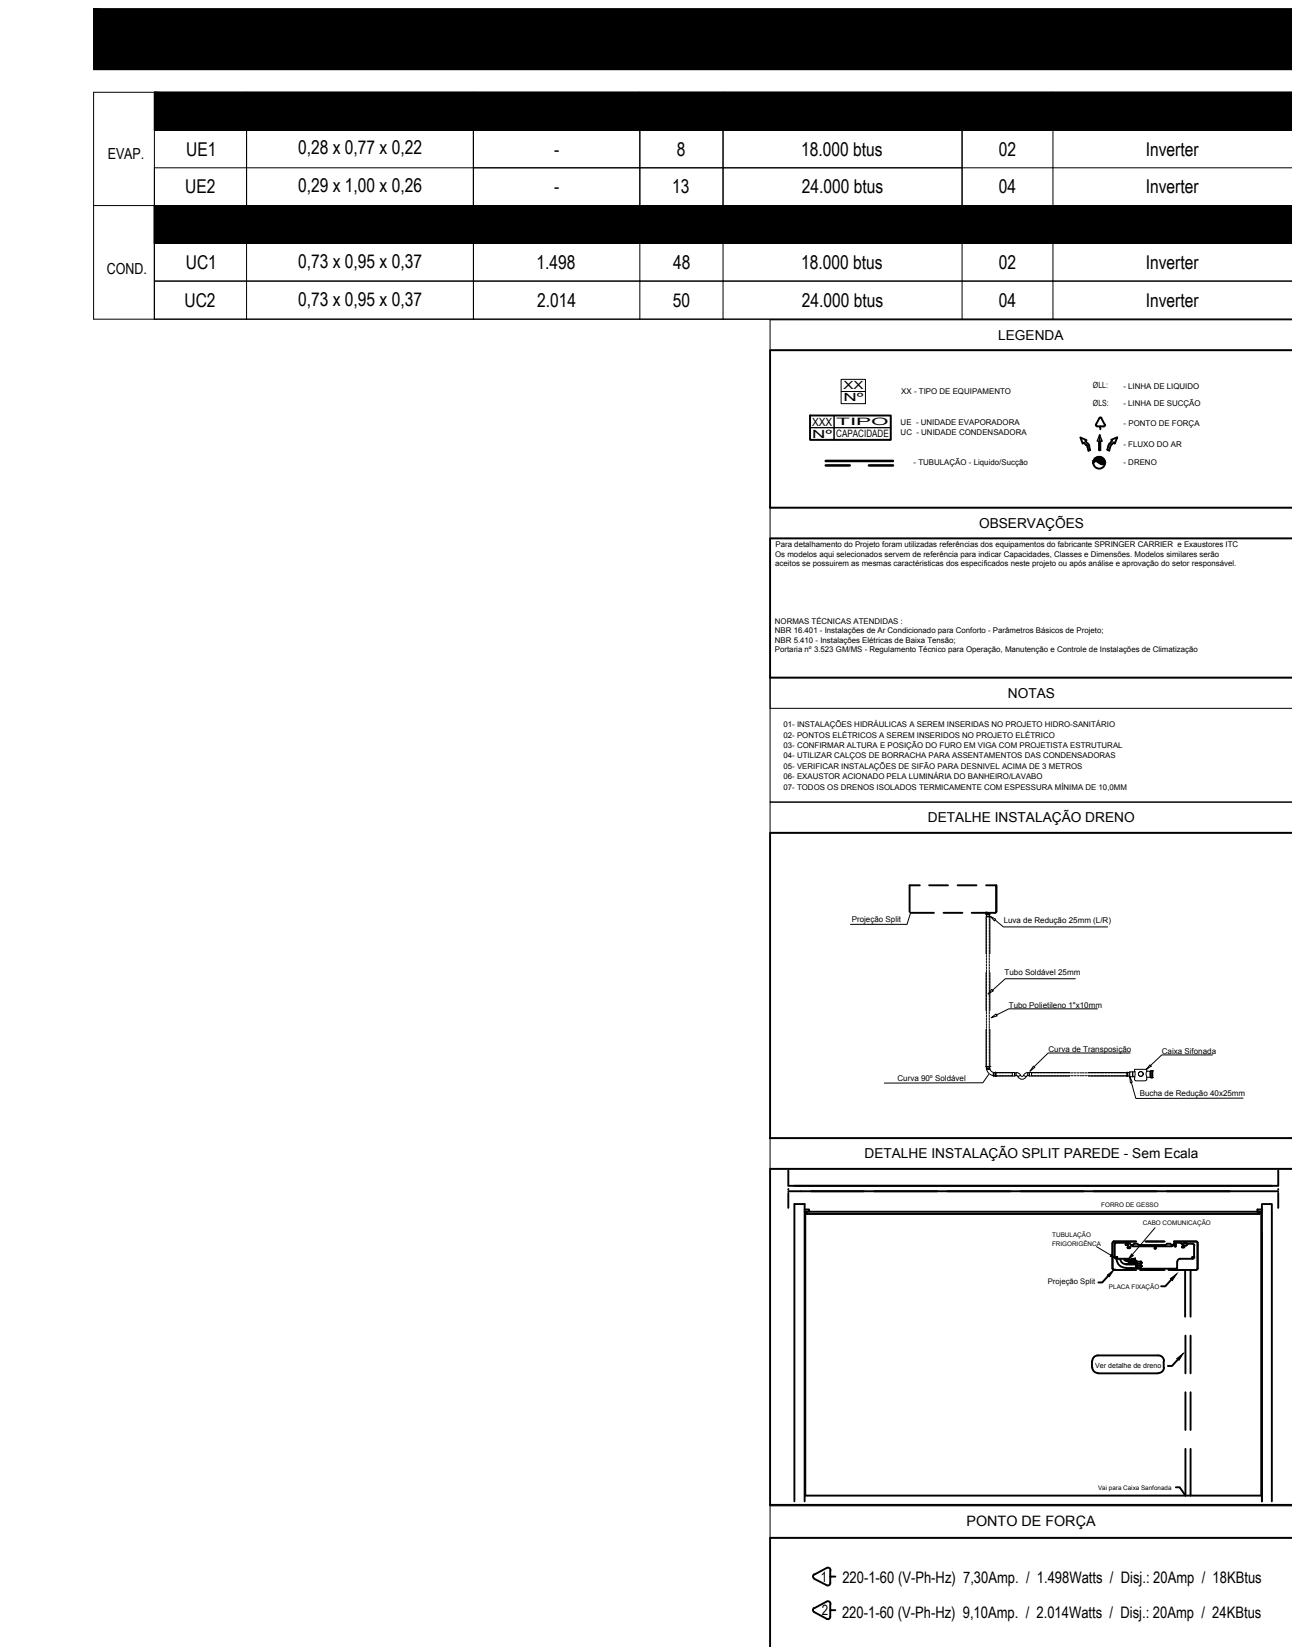 EVAP.
UE1 0,28 x 0,77 x 0,22 - 8 18.000 btus 02 Inverter
UE2 0,29 x 1,00 x 0,26 - 13 24.000 btus 04 Inverter
COND.
UC1 0,73 x 0,95 x 0,37 1.498 48 18.000 btus 02 Inverter
UC2 0,73 x 0,95 x 0,37 2.014 50 24.000 btus 04 Inverter
LEGENDA
XX
Nº
XX - TIPO DE EQUIPAMENTO
XXX TIPO
Nº CAPACIDADE
UE - UNIDADE EVAPORADORA
UC - UNIDADE CONDENSADORA
- TUBULAÇÃO - Liquido/Sucção
ØLL: - LINHA DE LIQUIDO
ØLS: - LINHA DE SUCÇÃO
- PONTO DE FORÇA
- FLUXO DO AR
- DRENO
OBSERVAÇÕES
Para detalhamento do Projeto foram utilizadas referências dos equipamentos do fabricante SPRINGER CARRIER e Exaustores ITC
Os modelos aqui selecionados servem de referência para indicar Capacidades, Classes e Dimensões. Modelos similares serão
aceitos se possuirem as mesmas caractéristicas dos especificados neste projeto ou após análise e aprovação do setor responsável.
NORMAS TÉCNICAS ATENDIDAS :
NBR 16.401 - Instalações de Ar Condicionado para Conforto - Parâmetros Básicos de Projeto;
NBR 5.410 - Instalações Elétricas de Baixa Tensão;
Portaria nº 3.523 GM/MS - Regulamento Técnico para Operação, Manutenção e Controle de Instalações de Climatização
NOTAS
01- INSTALAÇÕES HIDRÁULICAS A SEREM INSERIDAS NO PROJETO HIDRO-SANITÁRIO
02- PONTOS ELÉTRICOS A SEREM INSERIDOS NO PROJETO ELÉTRICO
03- CONFIRMAR ALTURA E POSIÇÃO DO FURO EM VIGA COM PROJETISTA ESTRUTURAL
04- UTILIZAR CALÇOS DE BORRACHA PARA ASSENTAMENTOS DAS CONDENSADORAS
05- VERIFICAR INSTALAÇÕES DE SIFÃO PARA DESNIVEL ACIMA DE 3 METROS
06- EXAUSTOR ACIONADO PELA LUMINÁRIA DO BANHEIRO/LAVABO
07- TODOS OS DRENOS ISOLADOS TERMICAMENTE COM ESPESSURA MÍNIMA DE 10,0MM
DETALHE INSTALAÇÃO DRENO
Projeção Split
Luva de Redução 25mm (L/R)
Tubo Soldável 25mm
Tubo Polietileno 1"x10mm
Curva de Transposição
Caixa Sifonada
Curva 90º Soldável
Bucha de Redução 40x25mm
DETALHE INSTALAÇÃO SPLIT PAREDE - Sem Ecala
FORRO DE GESSO
CABO COMUNICAÇÃO
TUBULAÇÃO
FRIGORIGÊNCA
Projeção Split
PLACA FIXAÇÃO
Ver detalhe de dreno
Vai para Caixa Sanfonada
PONTO DE FORÇA
1 220-1-60 (V-Ph-Hz) 7,30Amp. / 1.498Watts / Disj.: 20Amp / 18KBtus
2 220-1-60 (V-Ph-Hz) 9,10Amp. / 2.014Watts / Disj.: 20Amp / 24KBtus